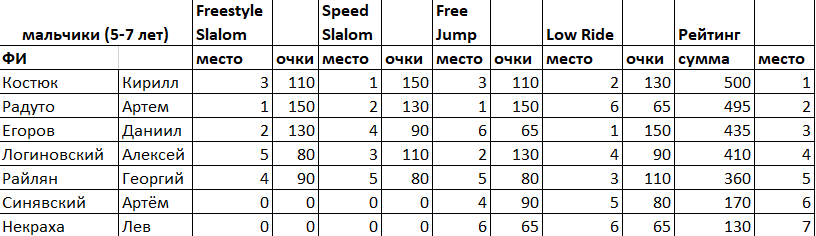 мальчики (5-7 лет) Freestyle Slalom Speed Slalom Free Jump Low Ride Рейтинг
ФИ место очки место очки место очки место очки сумма место
Костюк Кирилл 3 110 1 150 3 110 2 130 500 1
Радуто Артем 1 150 2 130 1 150 6 65 495 2
Егоров Даниил 2 130 4 90 6 65 1 150 435 3
Логиновский Алексей 5 80 3 110 2 130 4 90 410 4
Райлян Георгий 4 90 5 80 5 80 3 110 360 5
Синявский Артём 0 0 0 0 4 90 5 80 170 6
Некраха Лев 0 0 0 0 6 65 6 65 130 7